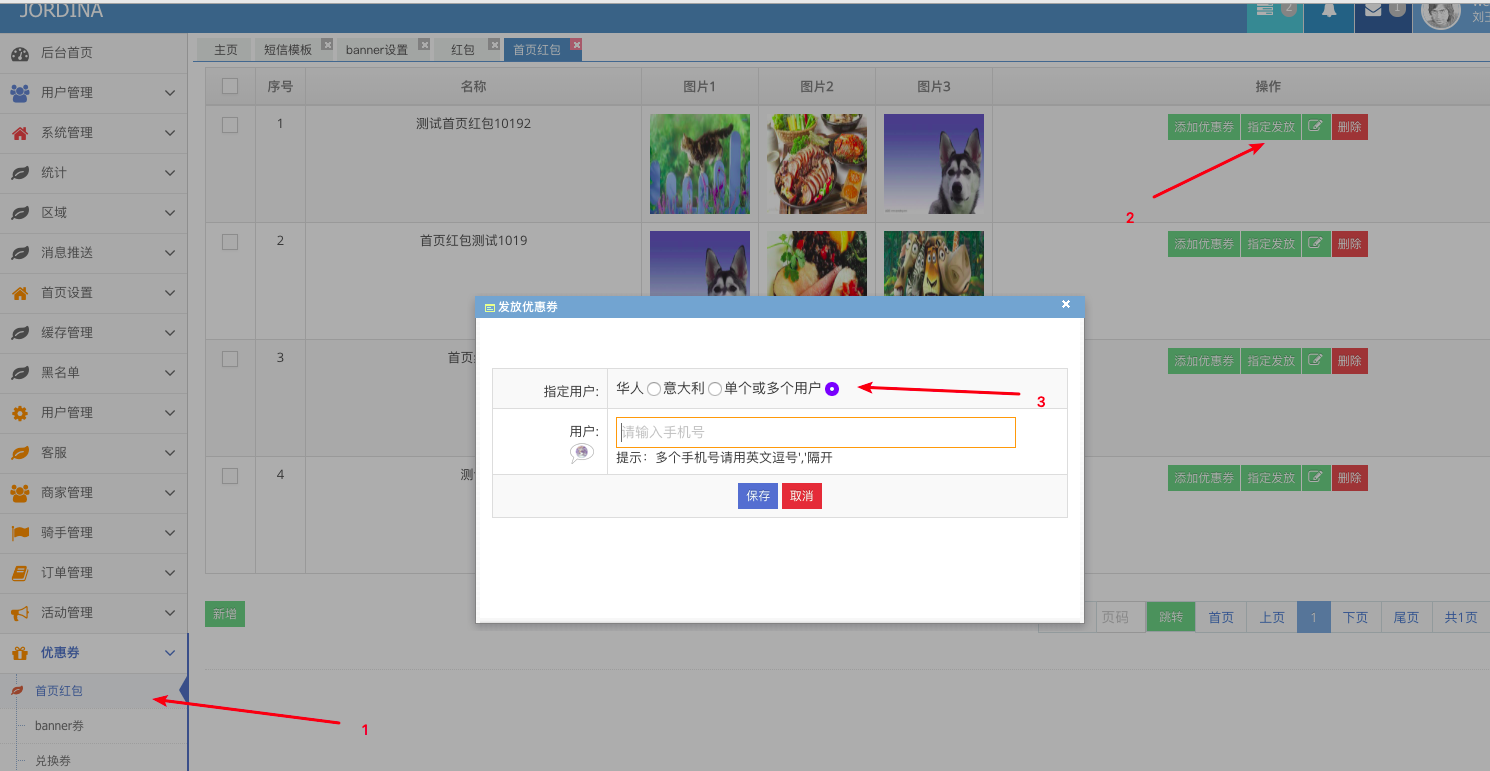 JORDINA
2
1
刘三
后台首页
用户管理
系统管理
统计
区域
消息推送
首页设置
缓存管理
黑名单
用户管理
客服
商家管理
骑手管理
订单管理
活动管理
优惠券
首页红包
banner券
兑换券
主页 短信模板 banner设置 红包 首页红包
序号 名称 图片1 图片2 图片3 操作
1 测试首页红包10192 添加优惠券 指定发放 删除
2
2 首页红包测试1019 添加优惠券 指定发放 删除
3 首页 添加优惠券 指定发放 删除
4 测 添加优惠券 指定发放 删除
发放优惠券
指定用户: 华人 意大利 单个或多个用户
3
用户: 请输入手机号
提示：多个手机号请用英文逗号','隔开
保存 取消
新增
页码 跳转 首页 上页 1 下页 尾页 共1页
1